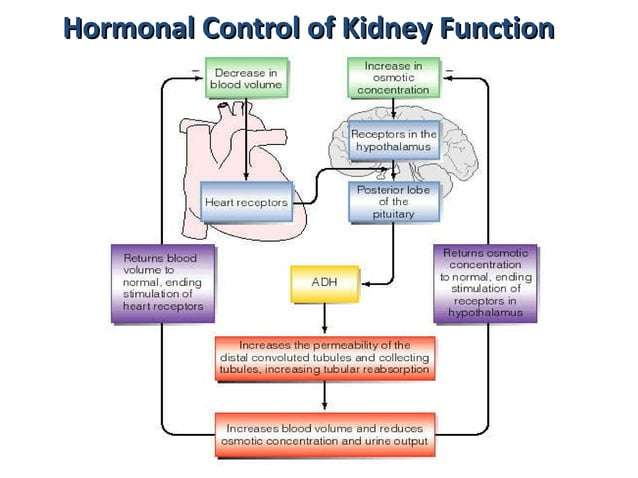 Hormonal Control of Kidney Function
Decrease in
blood volume
Increase in
osmotic
concentration
Receptors in the
hypothalamus
Heart receptors
Posterior lobe
of the
pituitary
Returns blood
volume to
normal, ending
stimulation of
heart receptors
ADH
Returns osmotic
concentration
to normal, ending
stimulation of
receptors in
hypothalamus
Increases the permeability of the
distal convoluted tubules and collecting
tubules, increasing tubular reabsorption
Increases blood volume and reduces
osmotic concentration and urine output